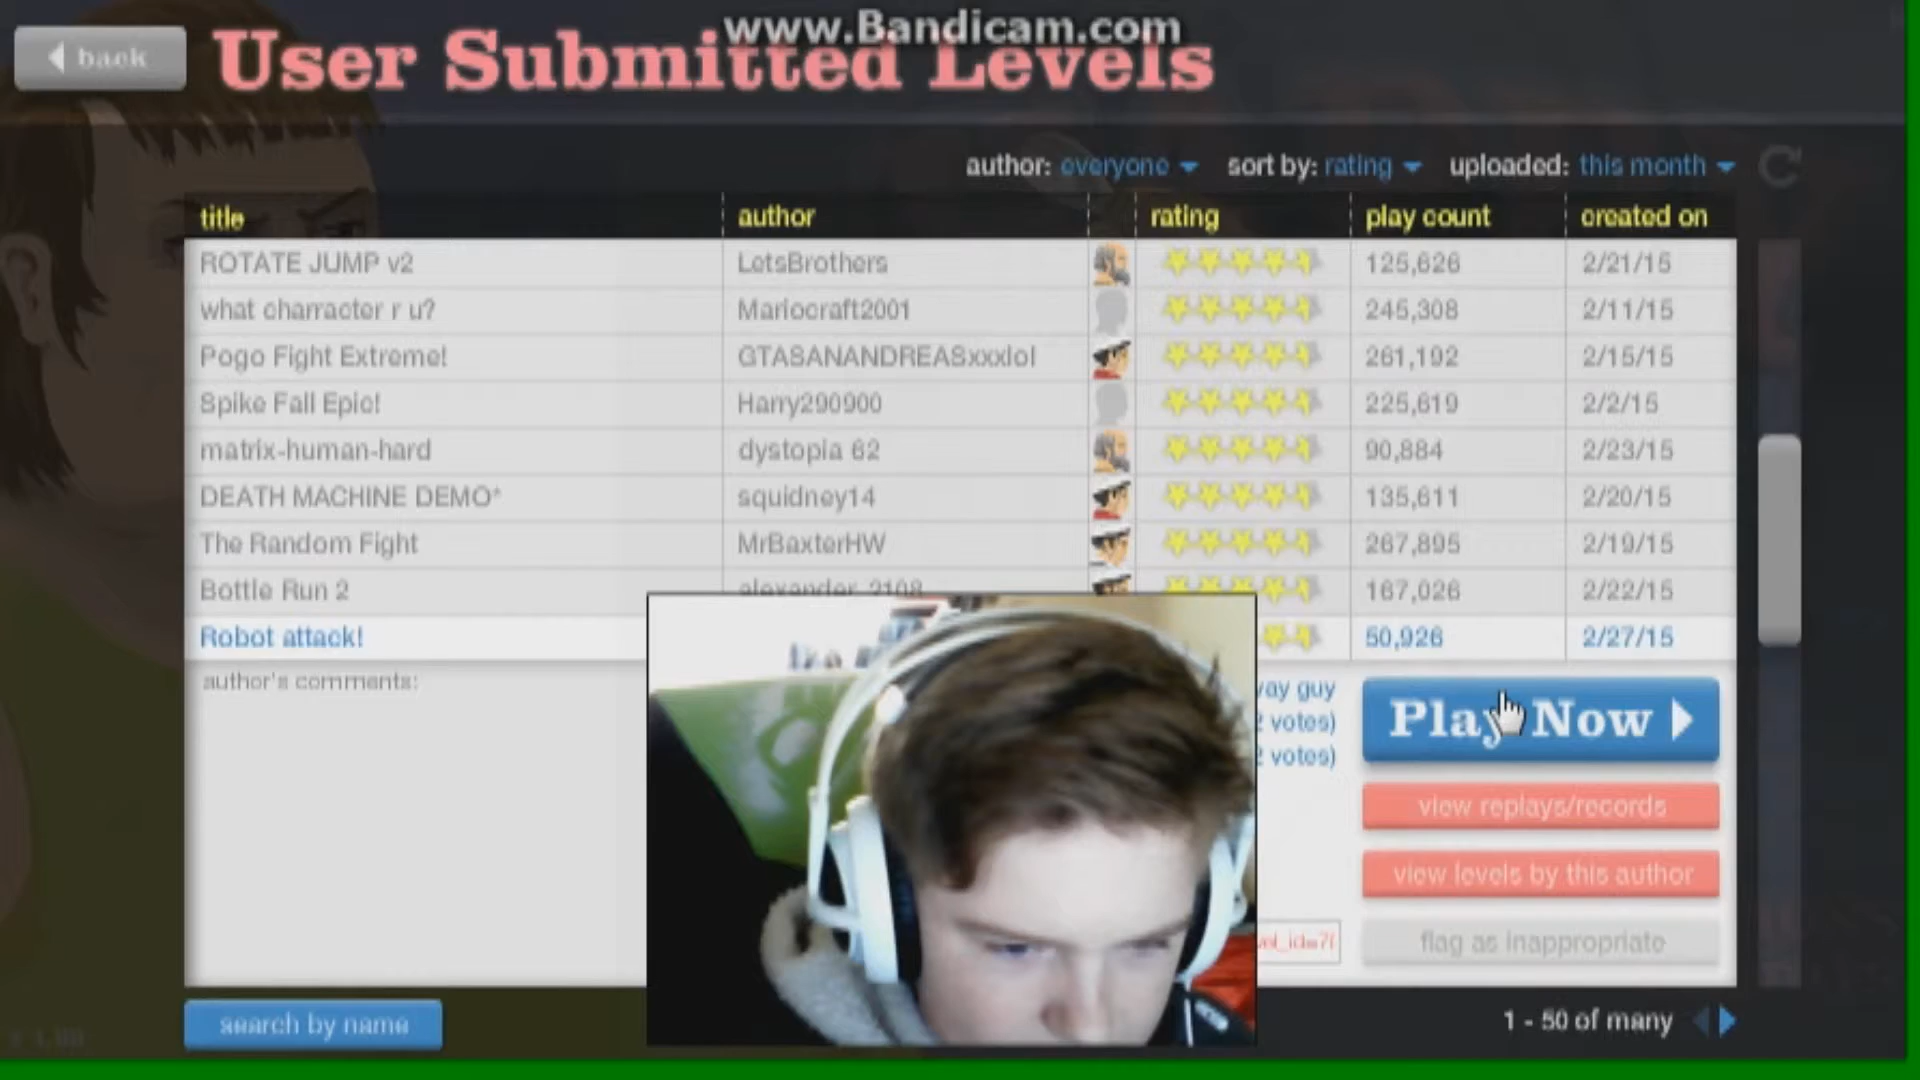 www.Bandicam.com
back
User Submitted Levels
author: everyone sort by: rating uploaded: this month
title author rating play count created on
ROTATE JUMP v2 LetsBrothers 125,626 2/21/15
what charracter r u? Mariocraft2001 245,308 2/11/15
Pogo Fight Extreme! GTASANANDREASxxxlol 261,192 2/15/15
Spike Fall Epic! Harry290900 225,619 2/2/15
matrix-human-hard dystopia 62 90,884 2/23/15
DEATH MACHINE DEMO* squidney14 135,611 2/20/15
The Random Fight MrBaxterHW 267,895 2/19/15
Bottle Run 2 alexander_2108 167,026 2/22/15
Robot attack! 50,926 2/27/15
author's comments:
guy
votes)
votes)
Play Now
view replays/records
view levels by this author
flag as inappropriate
search by name
1 - 50 of many